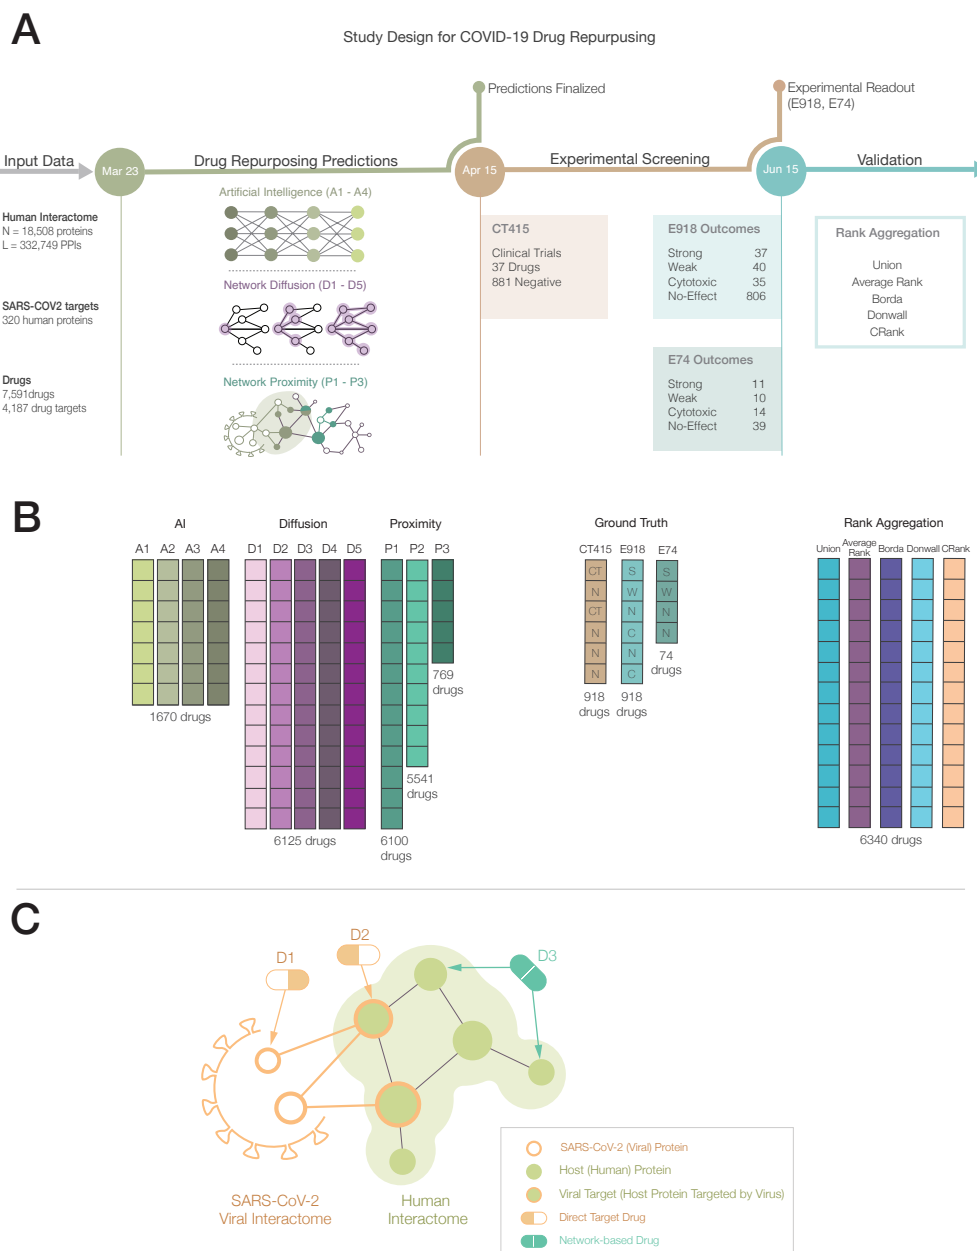 A
Study Design for COVID-19 Drug Repurpusing
Predictions Finalized
Experimental Readout
(E918, E74)
Input Data
Mar 23
Drug Repurposing Predictions
Apr 15
Experimental Screening
Jun 15
Validation
Human Interactome
N = 18,508 proteins
L = 332,749 PPIs
SARS-COV2 targets
320 human proteins
Drugs
7,591drugs
4,187 drug targets
Artificial Intelligence (A1 - A4)
Network Diffusion (D1 - D5)
Network Proximity (P1 - P3)
CT415
Clinical Trials
37 Drugs
881 Negative
E918 Outcomes
Strong 37
Weak 40
Cytotoxic 35
No-Effect 806
E74 Outcomes
Strong 11
Weak 10
Cytotoxic 14
No-Effect 39
Rank Aggregation
Union
Average Rank
Borda
Donwall
CRank
B
AI
Diffusion
Proximity
Ground Truth
Rank Aggregation
A1 A2 A3 A4
D1 D2 D3 D4 D5
P1 P2 P3
CT415 E918 E74
Union Average Rank Borda Donwall CRank
CT S S
N W W
CT N N
N C N
N N
N C
1670 drugs
6125 drugs
6100
drugs
5541
drugs
769
drugs
918
drugs
918
drugs
74
drugs
6340 drugs
C
D1
D2
D3
SARS-CoV-2
Viral Interactome
Human
Interactome
SARS-CoV-2 (Viral) Protein
Host (Human) Protein
Viral Target (Host Protein Targeted by Virus)
Direct Target Drug
Network-based Drug